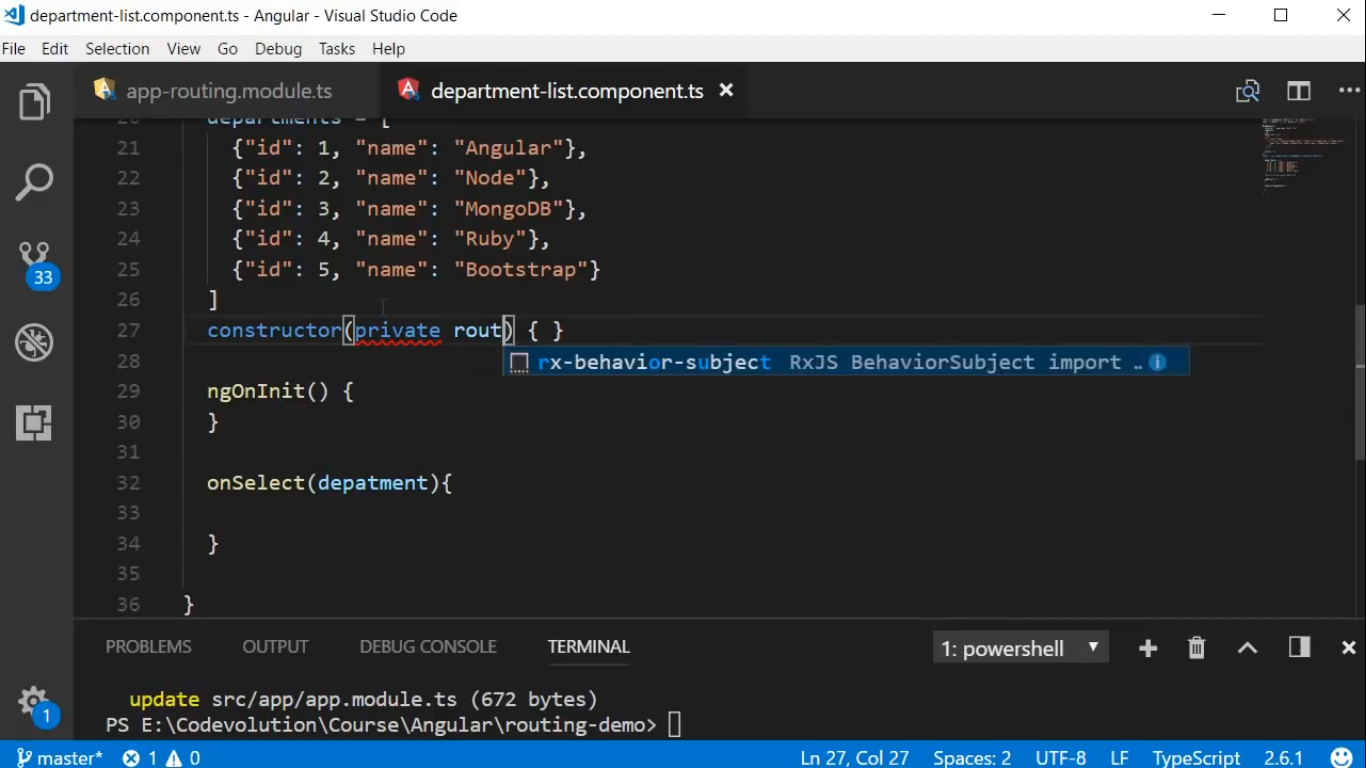 department-list.component.ts - Angular - Visual Studio Code
File Edit Selection View Go Debug Tasks Help
app-routing.module.ts department-list.component.ts
20 departments = [
21 {"id": 1, "name": "Angular"},
22 {"id": 2, "name": "Node"},
23 {"id": 3, "name": "MongoDB"},
24 {"id": 4, "name": "Ruby"},
25 {"id": 5, "name": "Bootstrap"}
26 ]
27 constructor(private rout) { }
28 rx-behavior-subject RxJS BehaviorSubject import ..
29 ngOnInit() {
30 }
31
32 onSelect(depatment){
33
34 }
35
36 }
33
PROBLEMS OUTPUT DEBUG CONSOLE TERMINAL 1: powershell
update src/app/app.module.ts (672 bytes)
PS E:\Codevolution\Course\Angular\routing-demo>
1
master* 1 0 Ln 27, Col 27 Spaces: 2 UTF-8 LF TypeScript 2.6.1